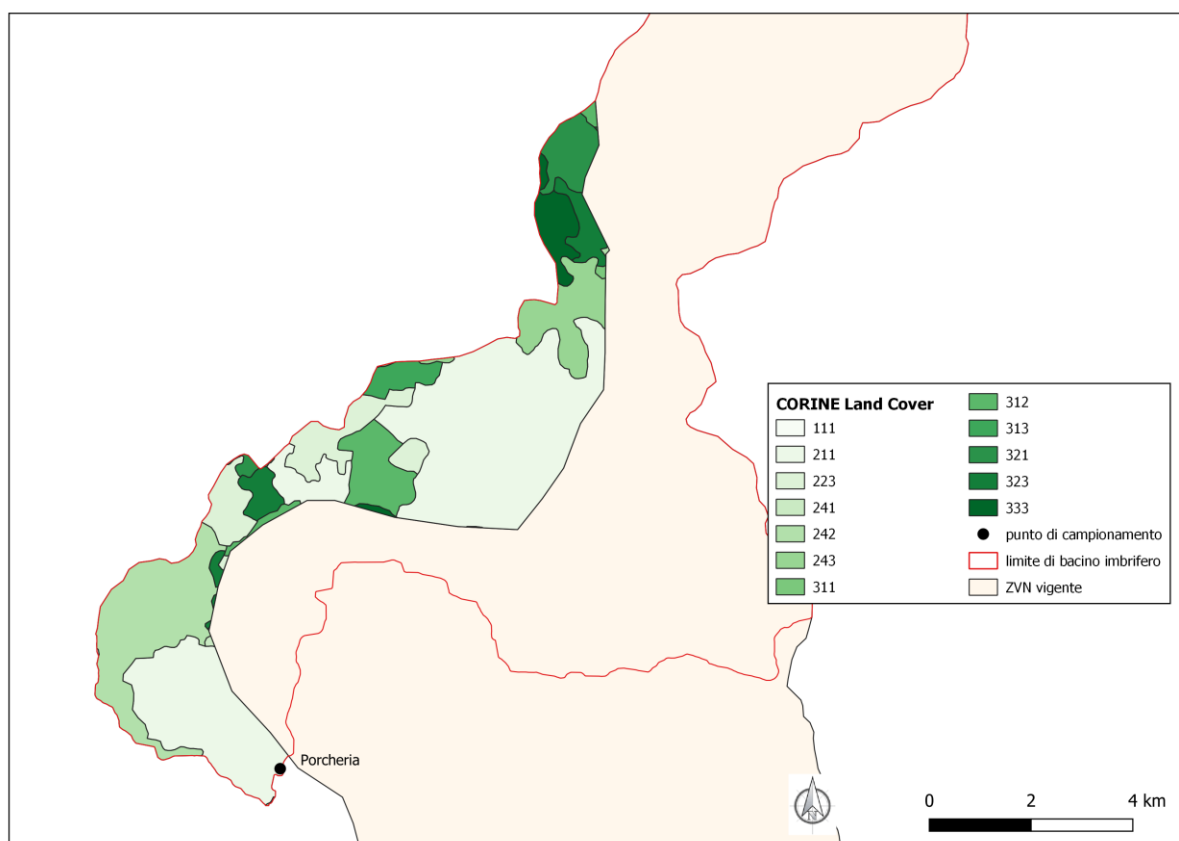 CORINE Land Cover
111
211
223
241
242
243
311
312
313
321
323
333
punto di campionamento
limite di bacino imbrifero
ZVN vigente
Porcheria
N
0 2 4 km